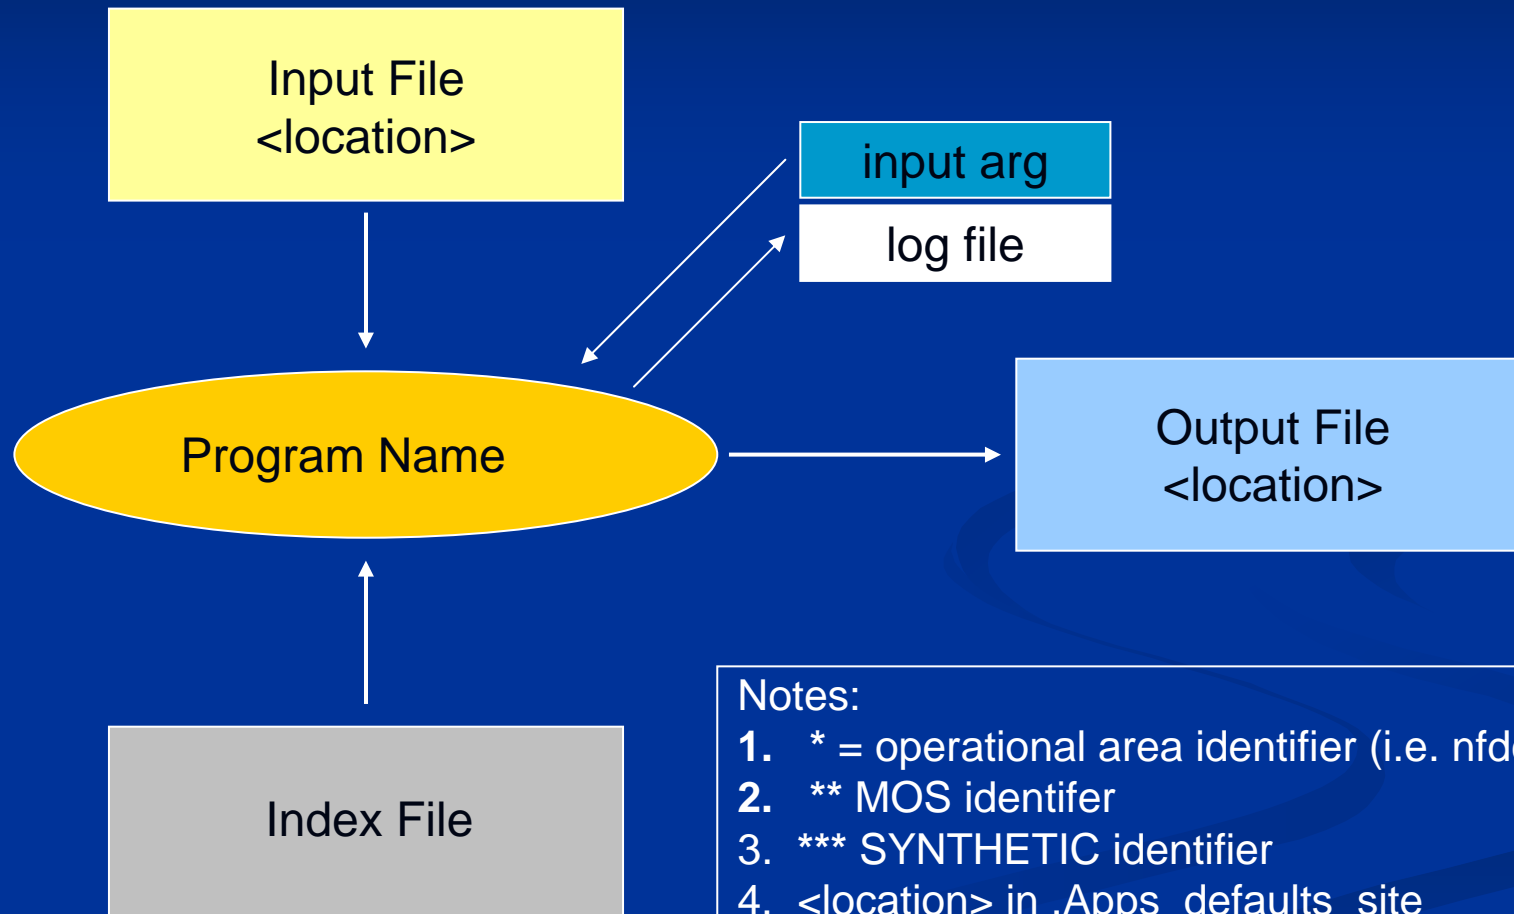 Input File
<location>
input arg
log file
Program Name
Output File
<location>
Index File
Notes:
1. * = operational area identifier (i.e. nfd
2. ** MOS identifer
3. *** SYNTHETIC identifier
4. <location> in .Apps_defaults_site